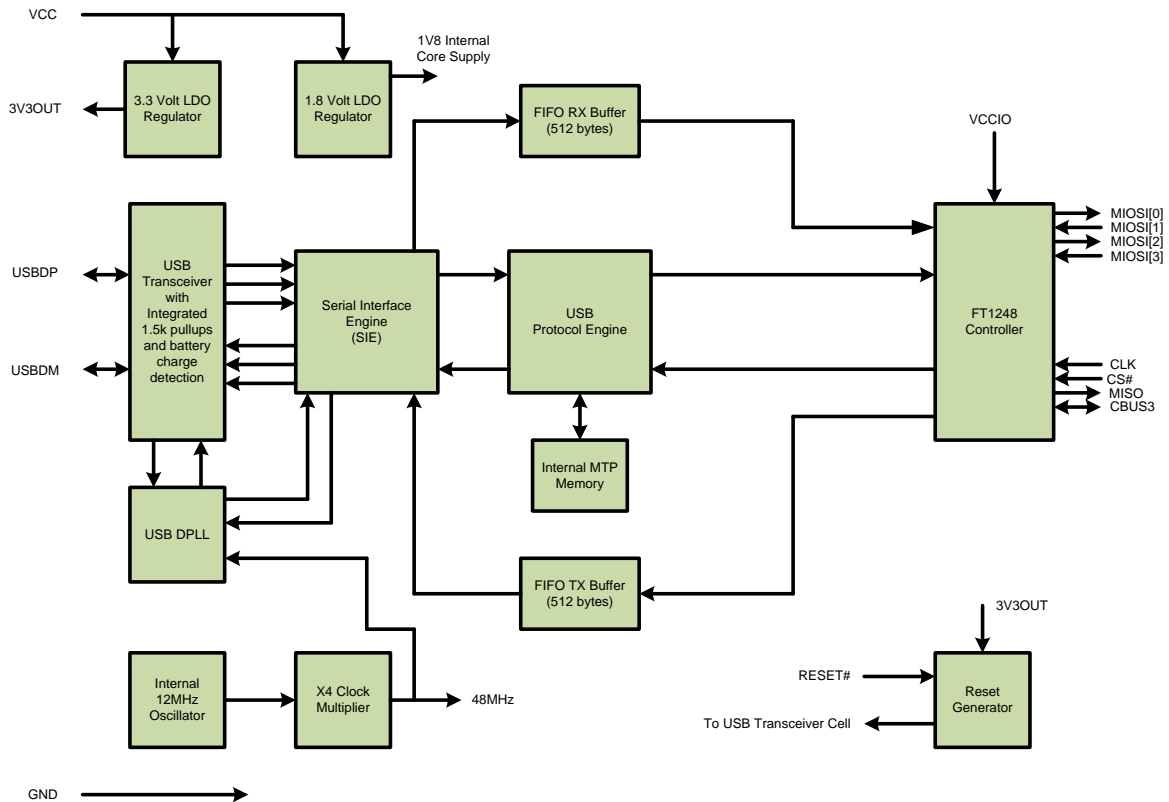 VCC
1V8 Internal
Core Supply
3V3OUT
3.3 Volt LDO
Regulator
1.8 Volt LDO
Regulator
FIFO RX Buffer
(512 bytes)
VCCIO
MIOSI[0]
MIOSI[1]
MIOSI[2]
MIOSI[3]
USBDP
USBDM
USB
Transceiver
with
Integrated
1.5k pullups
and battery
charge
detection
Serial Interface
Engine
(SIE)
USB
Protocol Engine
FT1248
Controller
CLK
CS#
MISO
CBUS3
Internal MTP
Memory
USB DPLL
FIFO TX Buffer
(512 bytes)
3V3OUT
Internal
12MHz
Oscillator
X4 Clock
Multiplier
48MHz
RESET#
Reset
Generator
To USB Transceiver Cell
GND